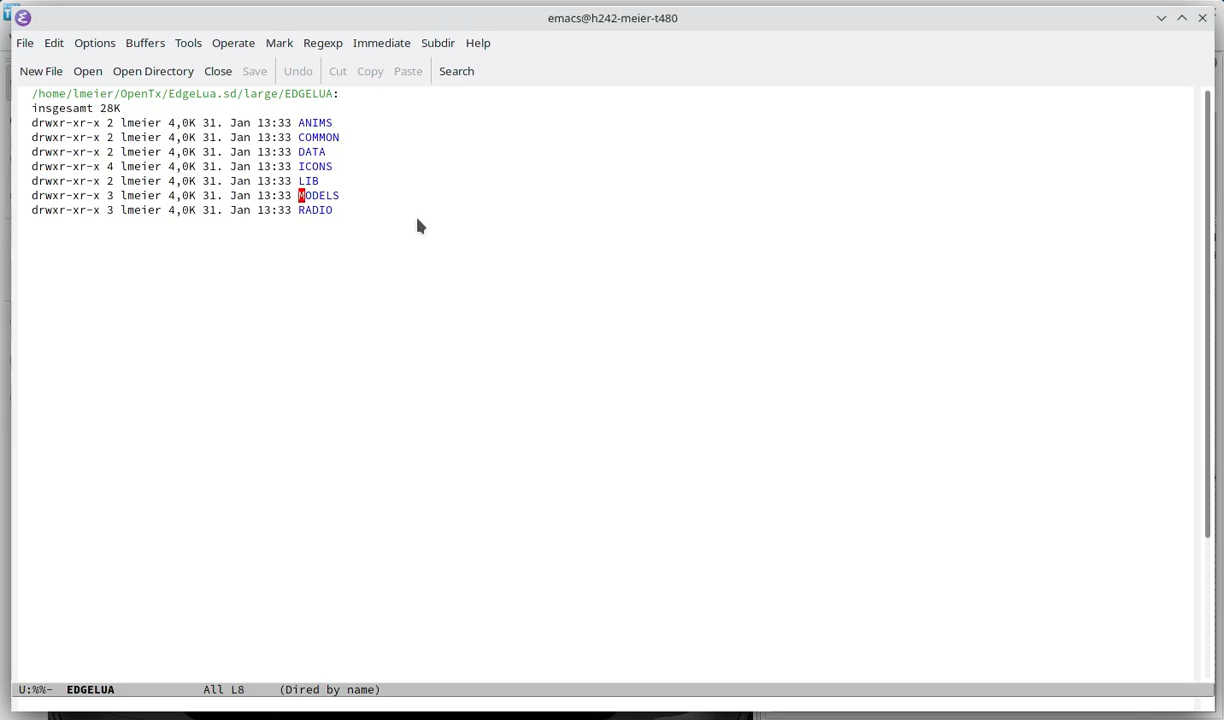 emacs@h242-meier-t480
File Edit Options Buffers Tools Operate Mark Regexp Immediate Subdir Help
New File Open Open Directory Close Save Undo Cut Copy Paste Search
/home/lmeier/OpenTx/EdgeLua.sd/large/EDGELUA:
insgesamt 28K
drwxr-xr-x 2 lmeier 4,0K 31. Jan 13:33 ANIMS
drwxr-xr-x 2 lmeier 4,0K 31. Jan 13:33 COMMON
drwxr-xr-x 2 lmeier 4,0K 31. Jan 13:33 DATA
drwxr-xr-x 4 lmeier 4,0K 31. Jan 13:33 ICONS
drwxr-xr-x 2 lmeier 4,0K 31. Jan 13:33 LIB
drwxr-xr-x 3 lmeier 4,0K 31. Jan 13:33 MODELS
drwxr-xr-x 3 lmeier 4,0K 31. Jan 13:33 RADIO
U:%%- EDGELUA All L8 (Dired by name)